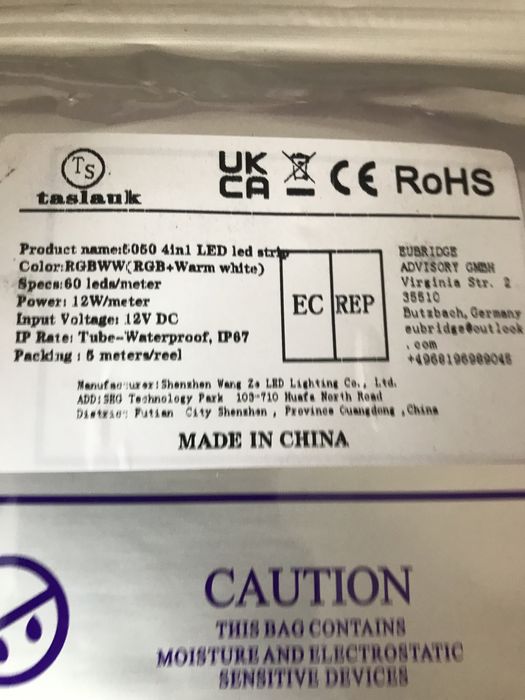 TS
taslauk
UK
CA
CE
RoHS
Product name:5050 4in1 LED led strip
Color:RGBWW(RGB+Warm white)
Specs:60 leds/meter
Power: 12W/meter
Input Voltage: 12V DC
IP Rate: Tube-Waterproof, IP67
Packing : 5 meters/reel
EC REP
EUBRIDGE
ADVISORY GMBH
Virginia Str. 2
35510
Butzbach, Germany
eubridge@outlook
.com
+4968196989045
Manufacturer:Shenzhen Wang Ze LED Lighting Co., Ltd.
ADD:SHG Technology Park 103-710 Huafa North Road
District Futian City Shenzhen , Province Guangdong ,China
MADE IN CHINA
CAUTION
THIS BAG CONTAINS
MOISTURE AND ELECTROSTATIC
SENSITIVE DEVICES